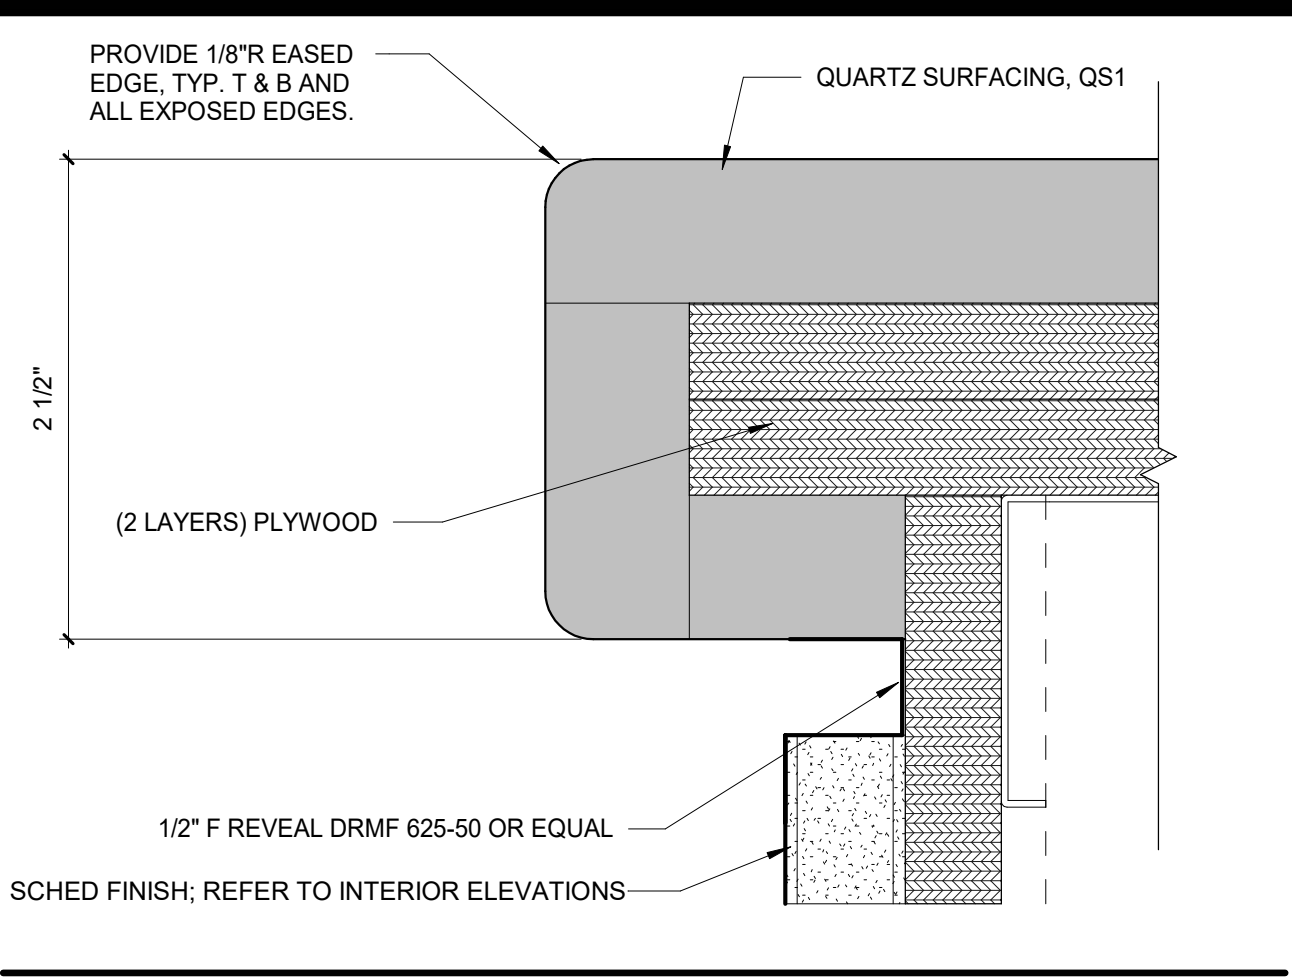 PROVIDE 1/8"R EASED
EDGE, TYP. T & B AND
ALL EXPOSED EDGES.
QUARTZ SURFACING, QS1
2 1/2"
(2 LAYERS) PLYWOOD
1/2" F REVEAL DRMF 625-50 OR EQUAL
SCHED FINISH; REFER TO INTERIOR ELEVATIONS